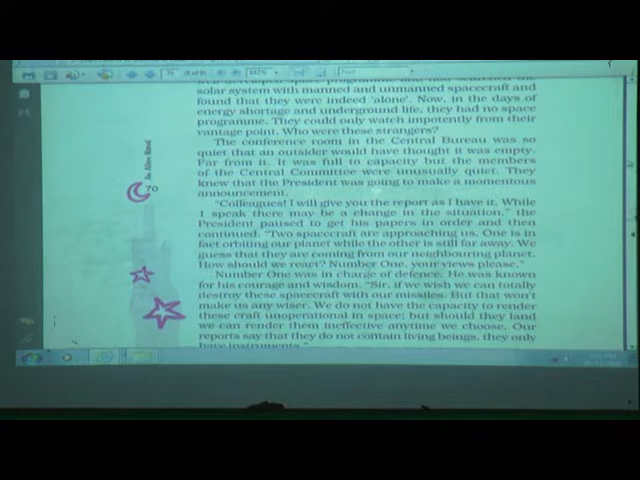 solar system with manned and unmanned spacecraft and
found that they were indeed 'alone'. Now, in the days of
energy shortage and underground life, they had no space
programme. They could only watch impotently from their
vantage point. Who were these strangers?
The conference room in the Central Bureau was so
quiet that an outsider would have thought it was empty.
Far from it. It was full to capacity but the members
of the Central Committee were unusually quiet. They
knew that the President was going to make a momentous
announcement.
"Colleagues! I will give you the report as I have it. While
I speak there may be a change in the situation," the
President paused to get his papers in order and then
continued. "Two spacecraft are approaching us. One is in
fact orbiting our planet while the other is still far away. We
guess that they are coming from our neighbouring planet.
How should we react? Number One, your views please."
Number One was in charge of defence. He was known
for his courage and wisdom. "Sir, if we wish we can totally
destroy these spacecraft with our missiles. But that won't
make us any wiser. We do not have the capacity to render
these craft unoperational in space; but should they land
we can render them ineffective anytime we choose. Our
reports say that they do not contain living beings, they only
have instruments."
70